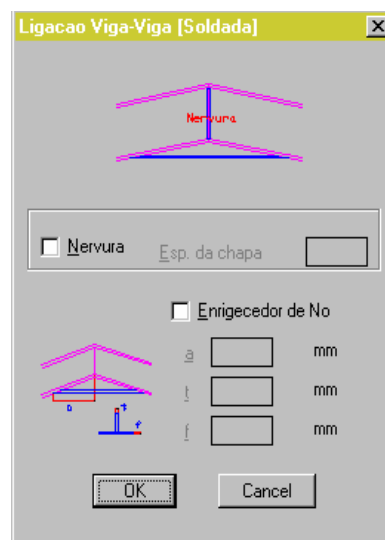 Ligacao Viga-Viga [Soldada]
Nervura
Nervura Esp. da chapa
Enrigecedor de No
a mm
mm
mm
a
OK Cancel